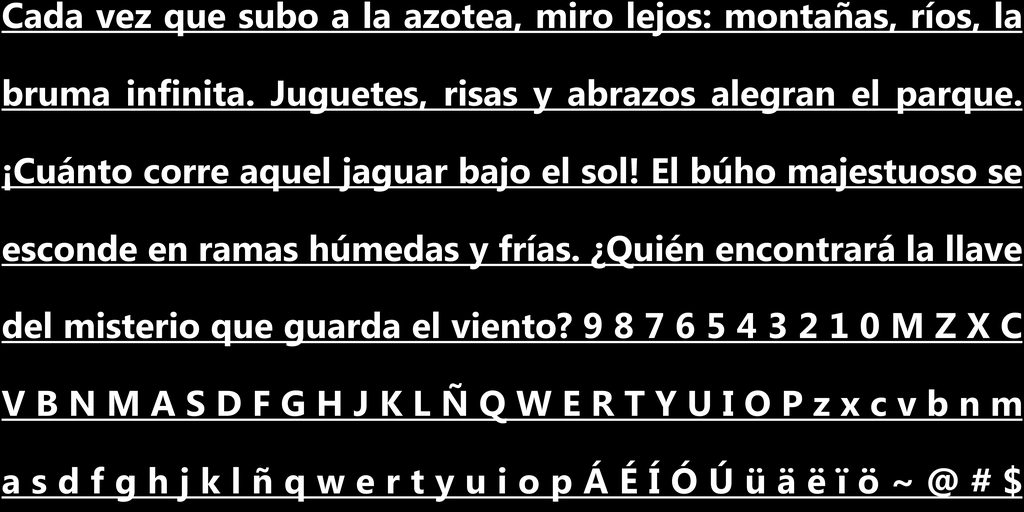 Cada vez que subo a la azotea, miro lejos: montañas, ríos, la
bruma infinita. Juguetes, risas y abrazos alegran el parque.
¡Cuánto corre aquel jaguar bajo el sol! El búho majestuoso se
esconde en ramas húmedas y frías. ¿Quién encontrará la llave
del misterio que guarda el viento? 9 8 7 6 5 4 3 2 1 0 M Z X C
V B N M A S D F G H J K L Ñ Q W E R T Y U I O P z x c v b n m
a s d f g h j k l ñ q w e r t y u i o p Á É Í Ó Ú ü ä ë ï ö ~ @ # $